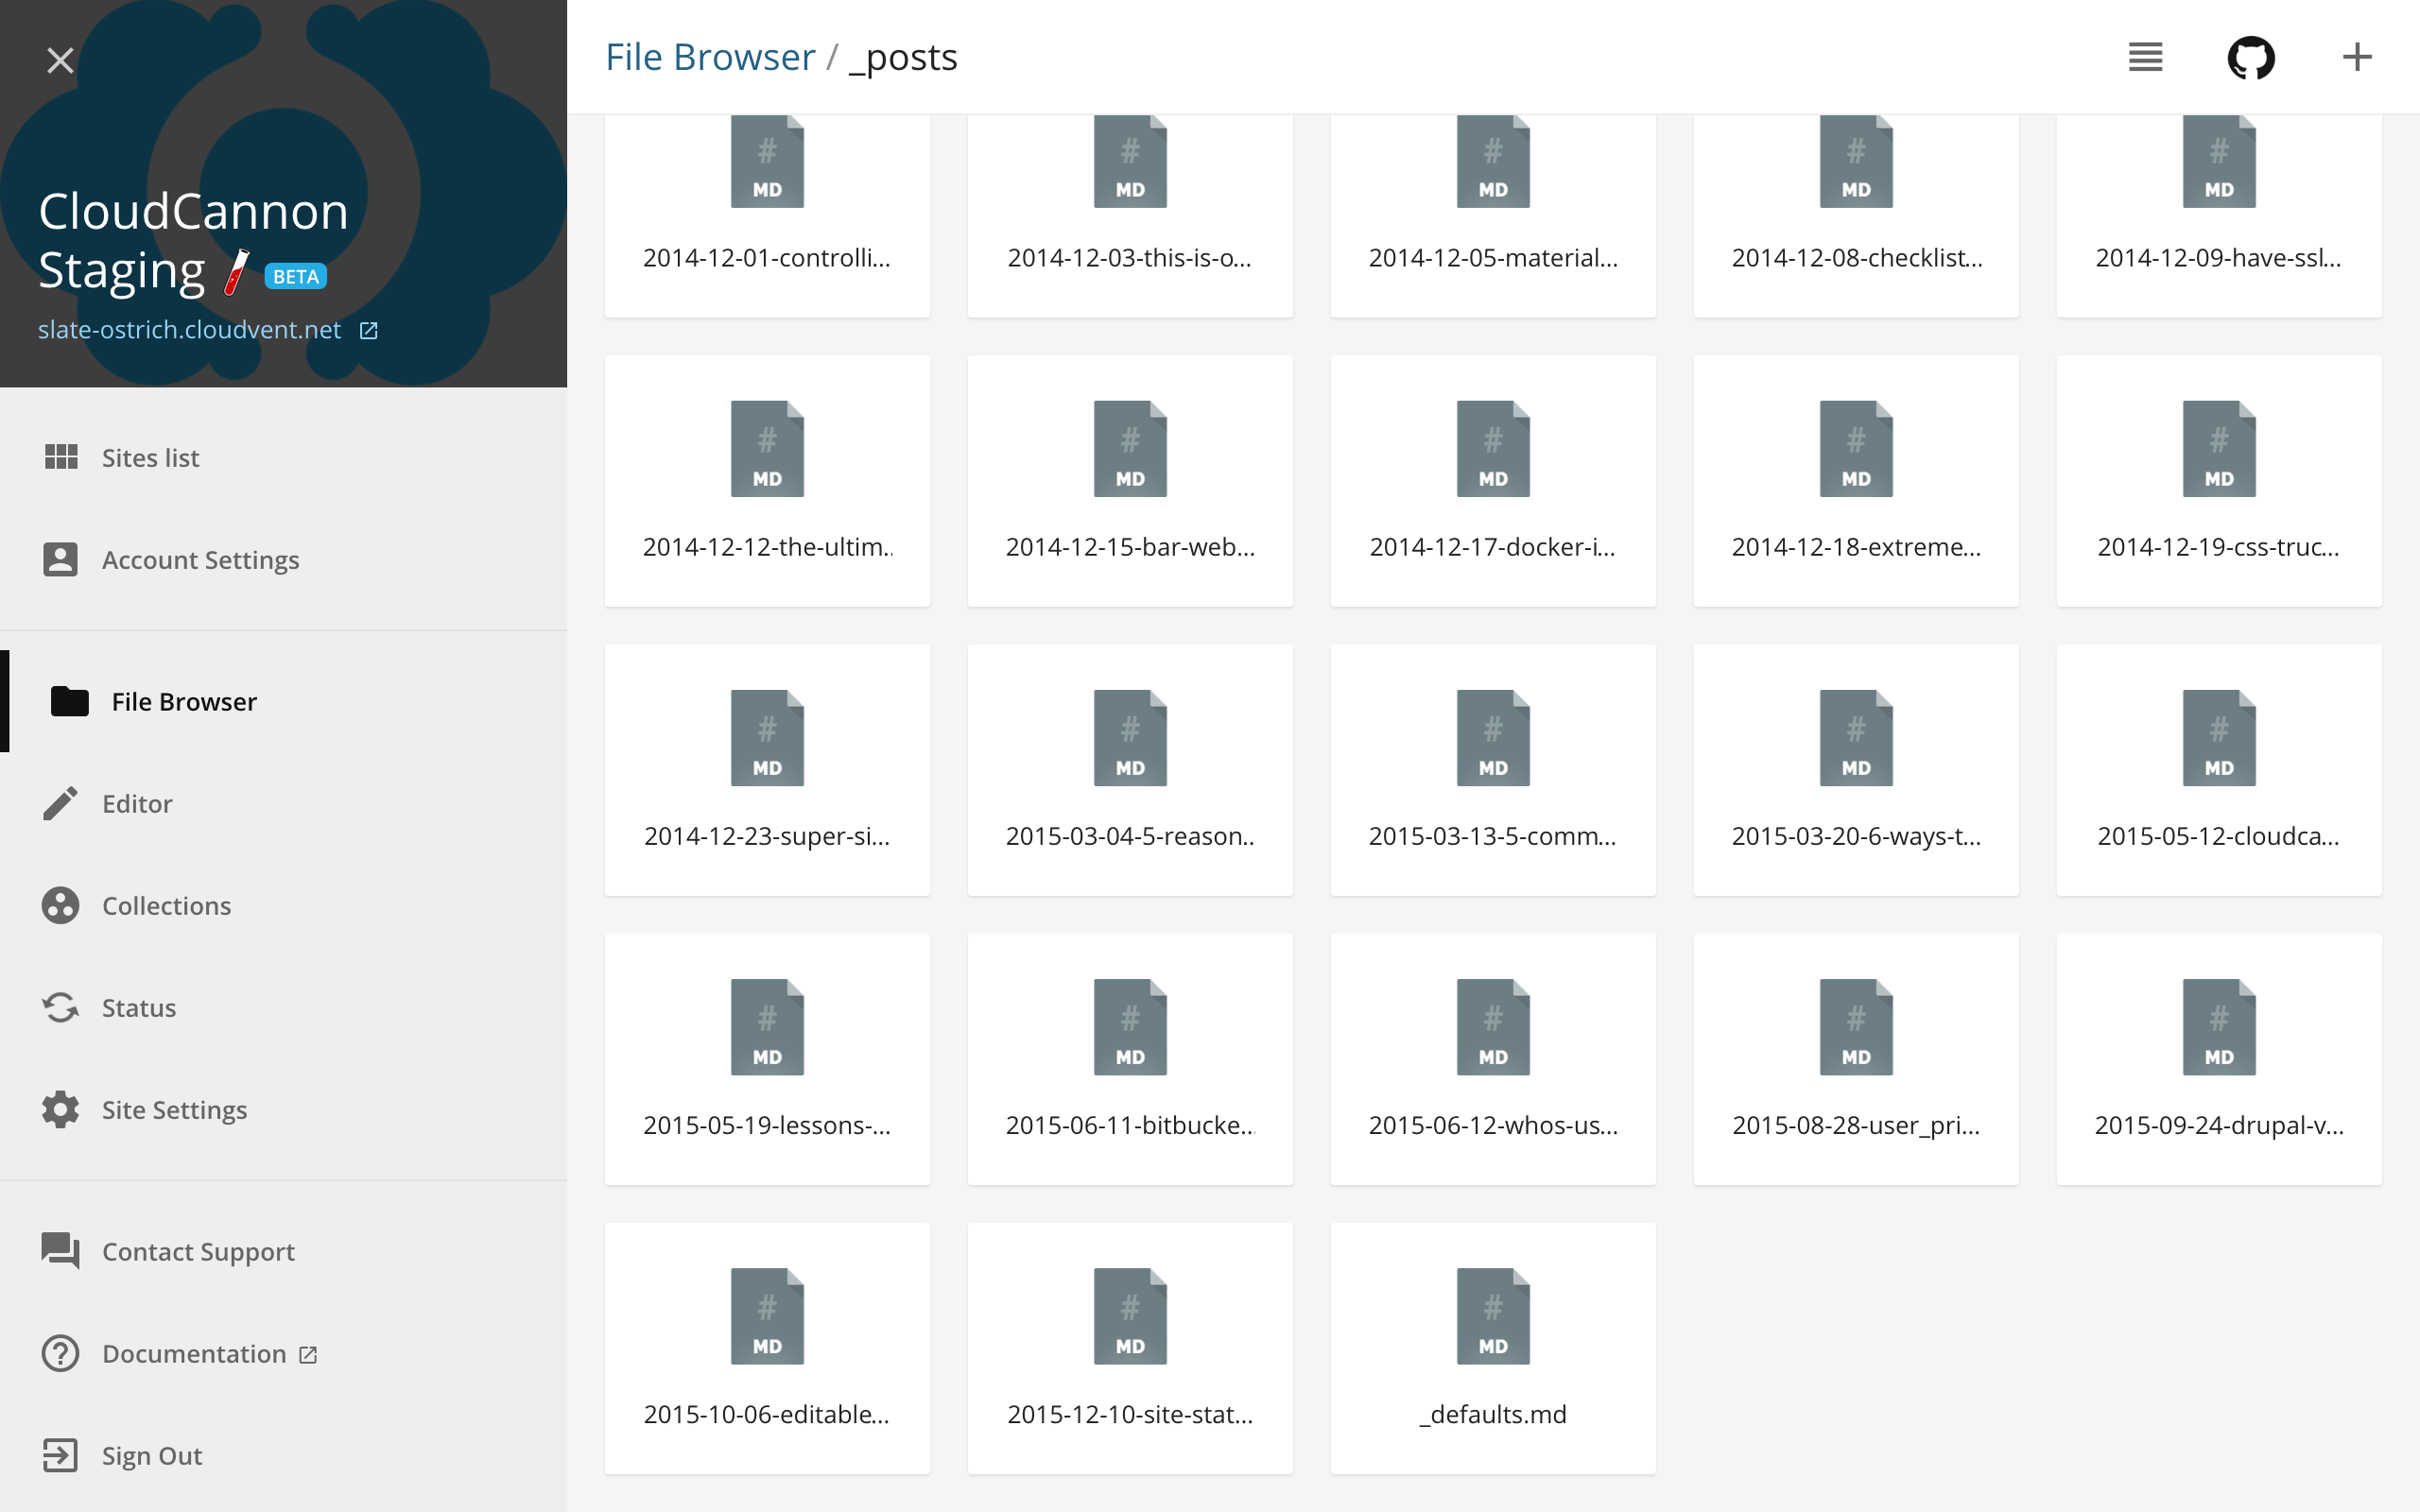 CloudCannon
Staging BETA
slate-ostrich.cloudvent.net
Sites list
Account Settings
File Browser
Editor
Collections
Status
Site Settings
Contact Support
Documentation
Sign Out
File Browser / _posts
# # # # #
MD MD MD MD MD
2014-12-01-controlli... 2014-12-03-this-is-o... 2014-12-05-material... 2014-12-08-checklist... 2014-12-09-have-ssl...
# # # # #
MD MD MD MD MD
2014-12-12-the-ultim.. 2014-12-15-bar-web... 2014-12-17-docker-i... 2014-12-18-extreme... 2014-12-19-css-truc...
# # # # #
MD MD MD MD MD
2014-12-23-super-si... 2015-03-04-5-reason.. 2015-03-13-5-comm... 2015-03-20-6-ways-t... 2015-05-12-cloudca...
# # # # #
MD MD MD MD MD
2015-05-19-lessons-... 2015-06-11-bitbucke... 2015-06-12-whos-us... 2015-08-28-user_pri... 2015-09-24-drupal-v...
# # #
MD MD MD
2015-10-06-editable... 2015-12-10-site-stat... _defaults.md